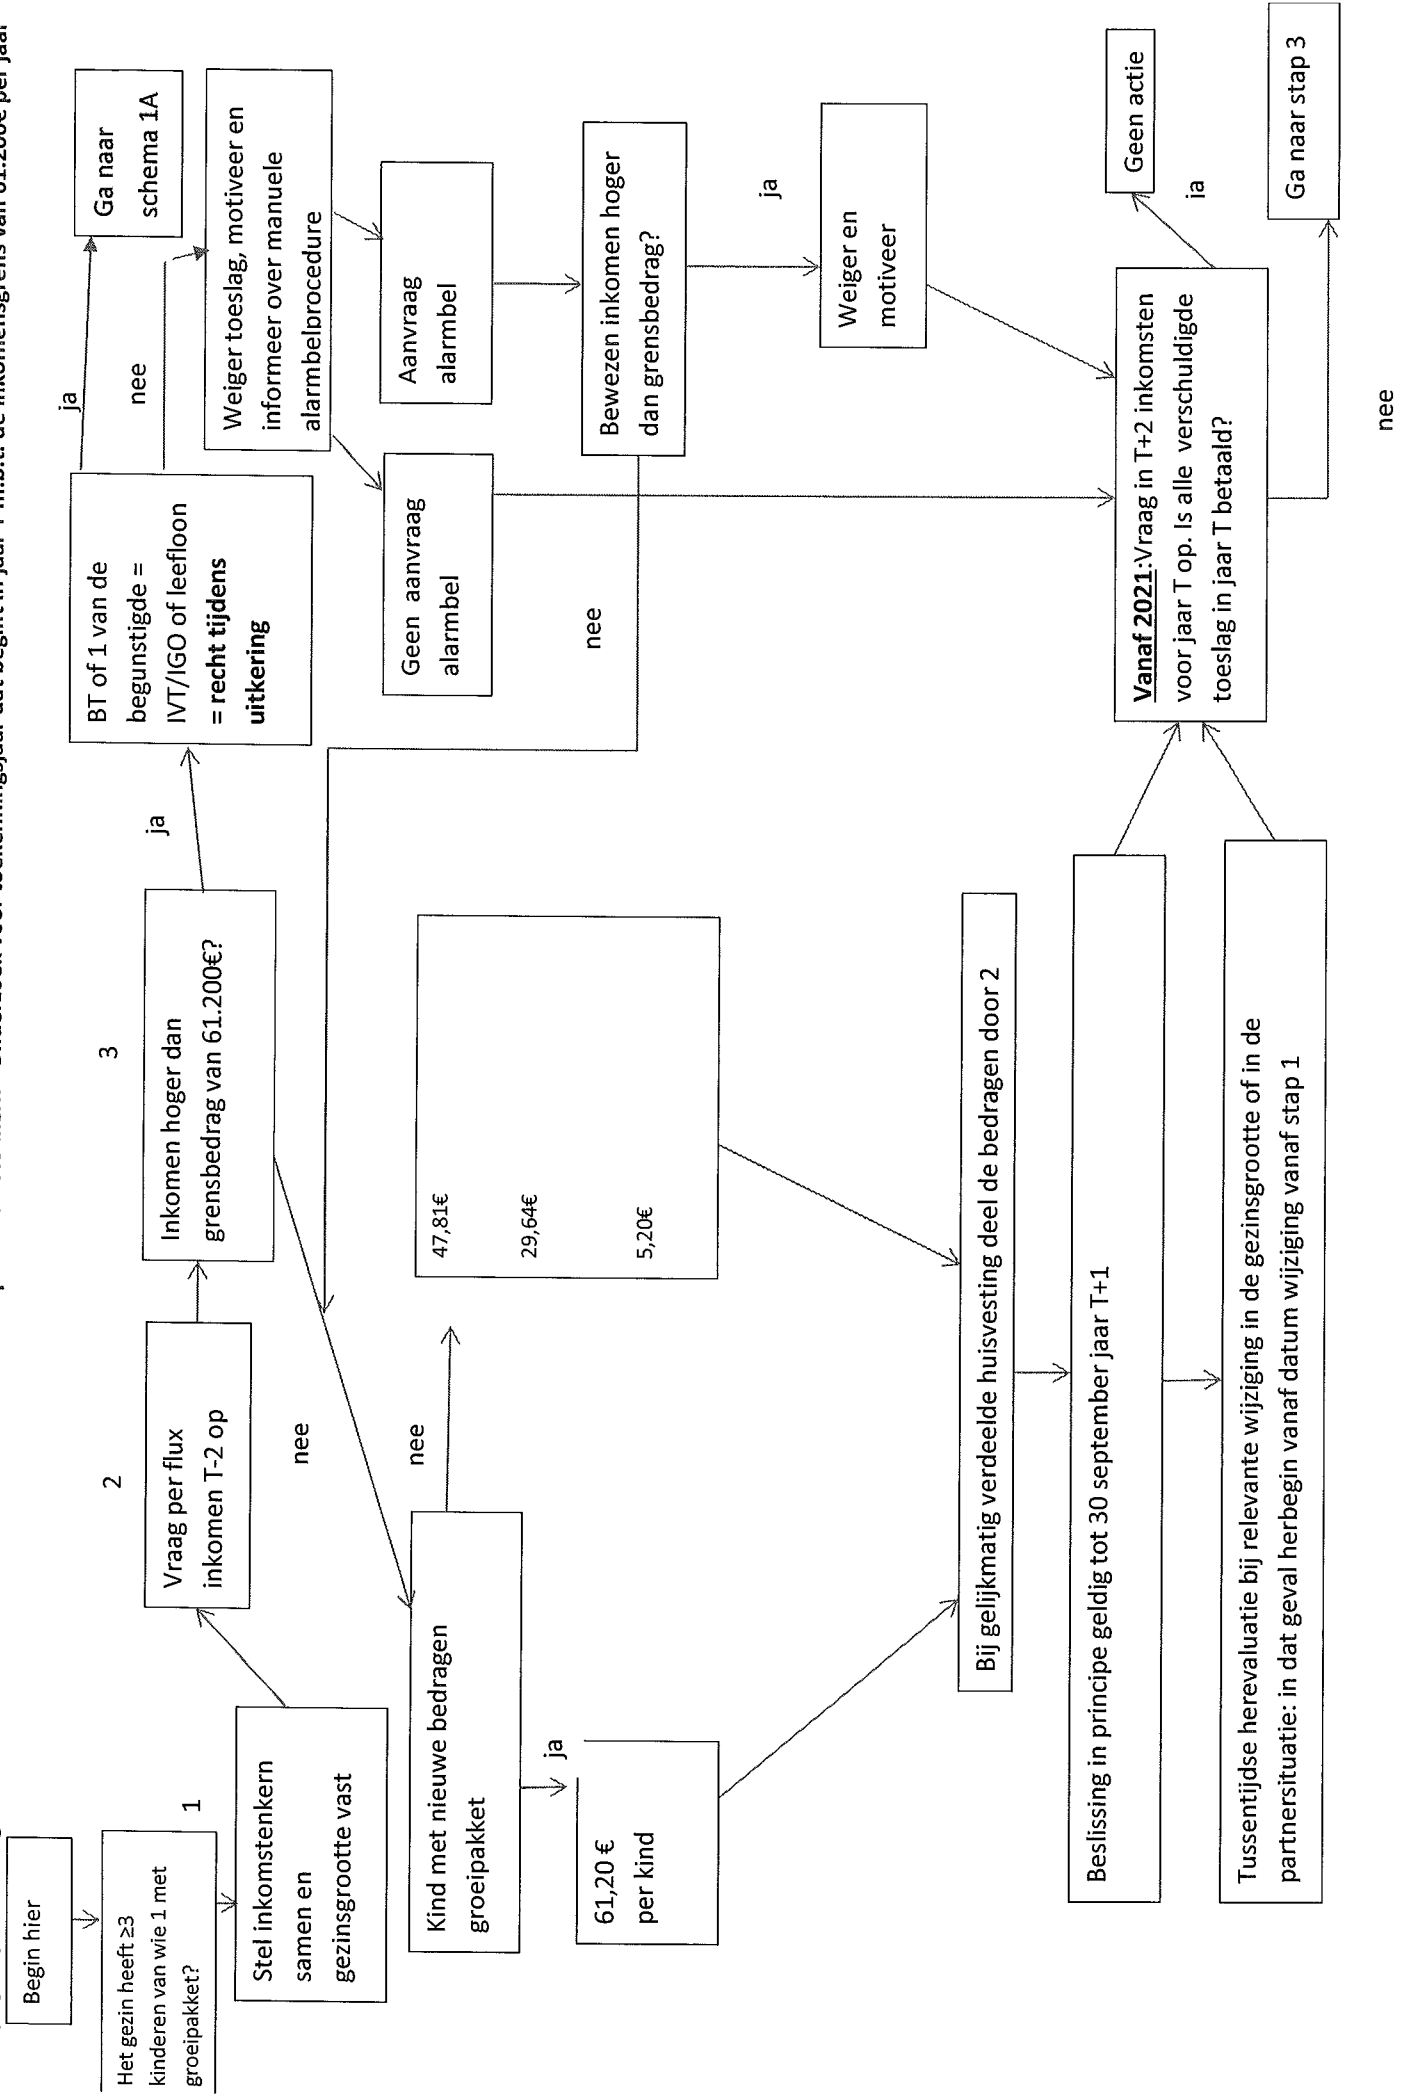 Begin hier
Het gezin heeft ≥3
kinderen van wie 1 met
groeipakket?
1
Stel inkomstenkern
samen en
gezinsgrootte vast
2
Vraag per flux
inkomen T-2 op
3
Inkomen hoger dan
grensbedrag van 61.200€?
ja
nee
BT of 1 van de
begunstigde =
IVT/IGO of leefloon
= recht tijdens
uitkering
ja
nee
Ga naar
schema 1A
Weiger toeslag, motiveer en
informeer over manuele
alarmbelprocedure
Geen aanvraag
alarmbel
Aanvraag
alarmbel
Bewezen inkomen hoger
dan grensbedrag?
nee
ja
Weiger en
motiveer
Kind met nieuwe bedragen
groeipakket
nee
ja
47,81€
29,64€
5,20€
61,20 €
per kind
Bij gelijkmatig verdeelde huisvesting deel de bedragen door 2
Beslissing in principe geldig tot 30 september jaar T+1
Tussentijdse herevaluatie bij relevante wijziging in de gezinsgrootte of in de
partnersituatie: in dat geval herbegin vanaf datum wijziging vanaf stap 1
Vanaf 2021:Vraag in T+2 inkomsten
voor jaar T op. Is alle verschuldigde
toeslag in jaar T betaald?
Geen actie
ja
Ga naar stap 3
nee